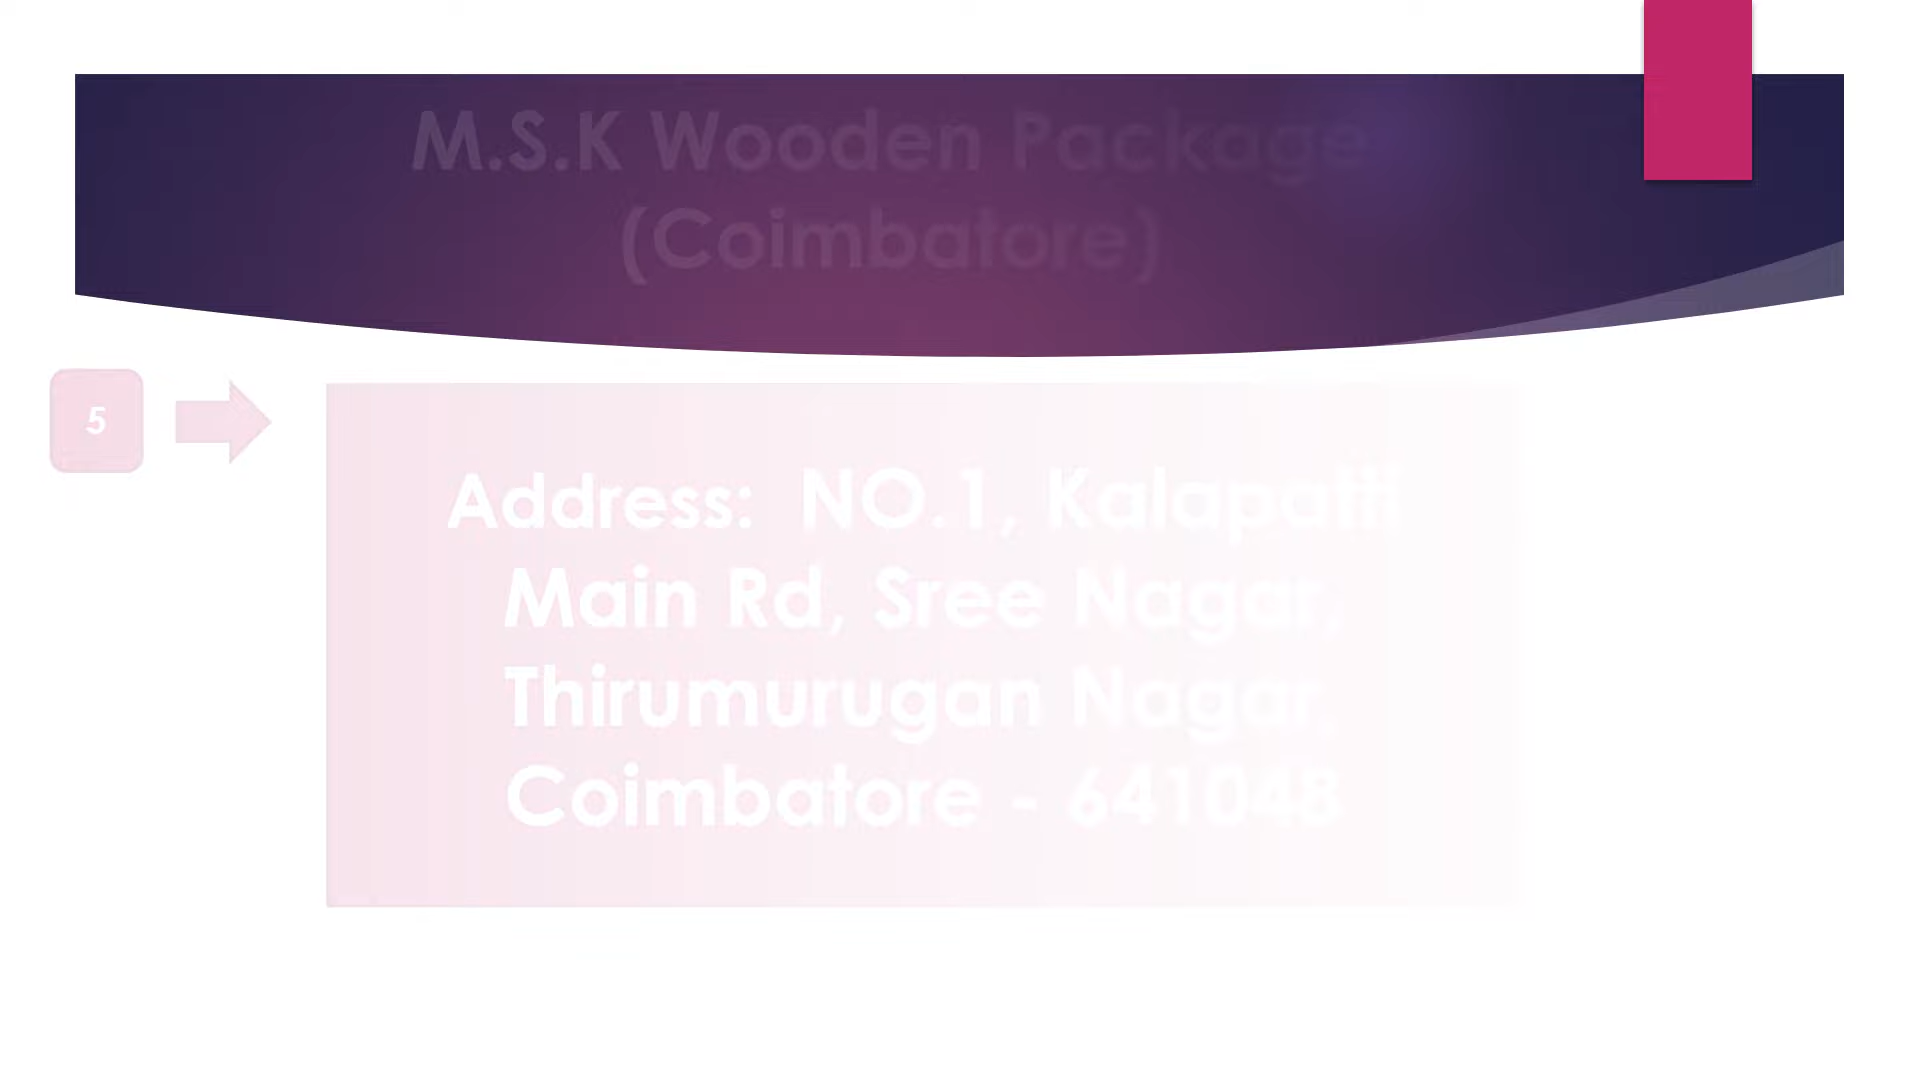 M.S.K Wooden Package
(Coimbatore)
5
Address: NO.1, Kalapatti
Main Rd, Sree Nagar,
Thirumurugan Nagar,
Coimbatore - 641048